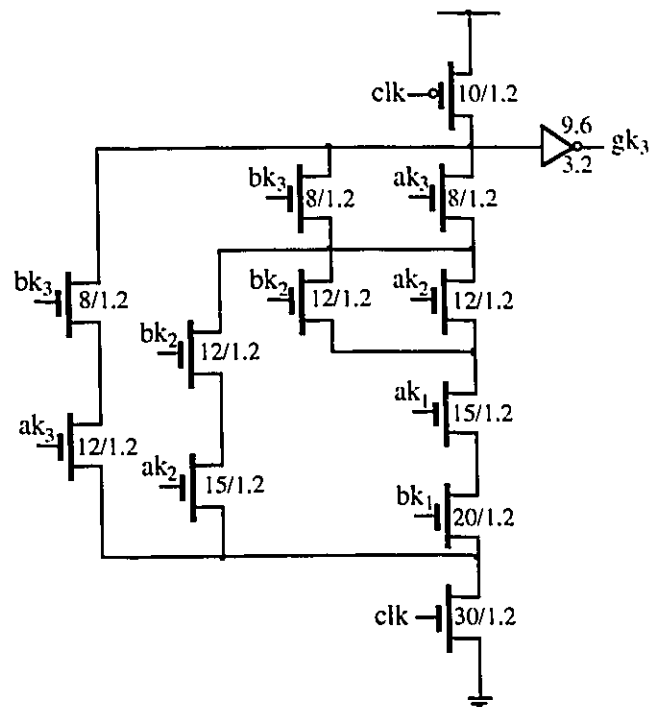 clk 10/1.2
9.6
3.2
gk₃
bk₃ 8/1.2
ak₃ 8/1.2
bk₃ 8/1.2
bk₂ 12/1.2
ak₂ 12/1.2
bk₂ 12/1.2
ak₁ 15/1.2
ak₃ 12/1.2
ak₂ 15/1.2
bk₁ 20/1.2
clk 30/1.2